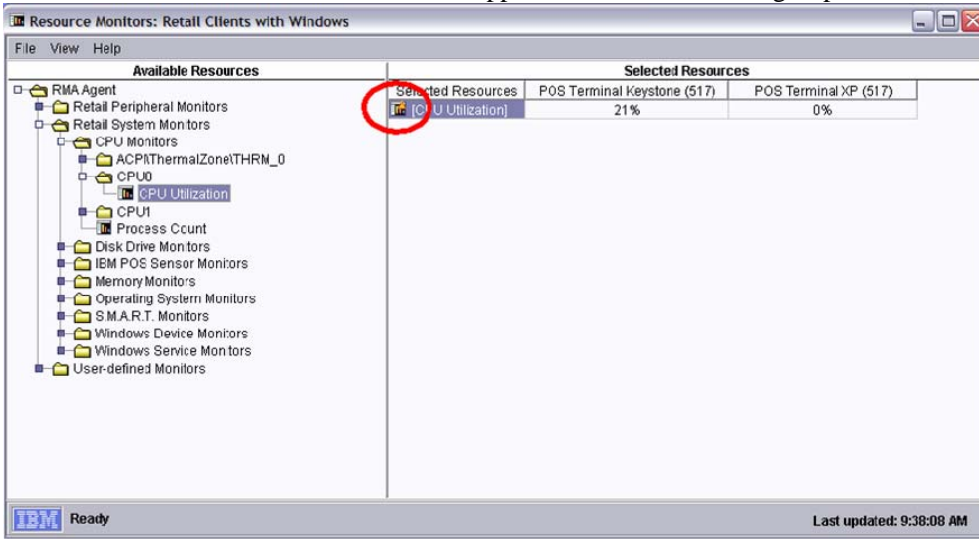 Resource Monitors: Retail Clients with Windows
File View Help
Available Resources
Selected Resources
RMA Agent
Retail Peripheral Monitors
Retail System Monitors
CPU Monitors
ACPI\ThermalZone\THRM_0
CPU0
CPU Utilization
CPU1
Process Count
Disk Drive Monitors
IBM POS Sensor Monitors
Memory Monitors
Operating System Monitors
S.M.A.R.T. Monitors
Windows Device Monitors
Windows Service Monitors
User-defined Monitors
Selected Resources POS Terminal Keystone (517) POS Terminal XP (517)
[CPU Utilization] 21% 0%
IBM Ready Last updated: 9:38:08 AM